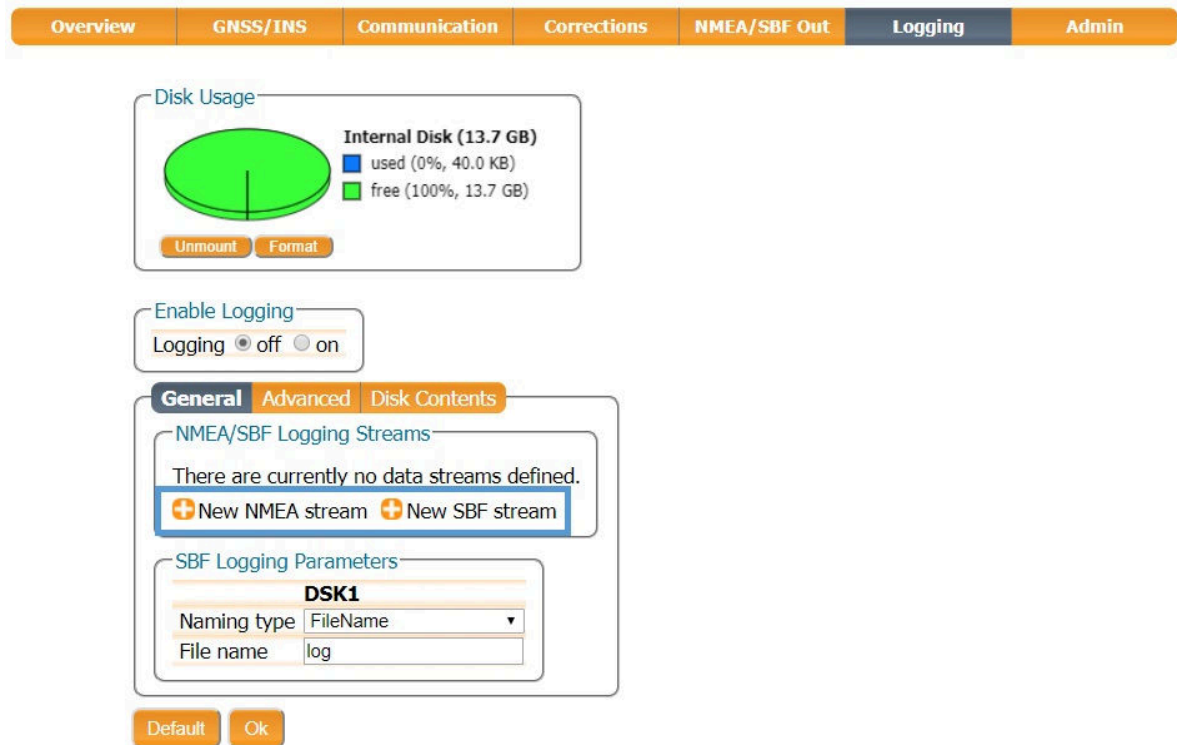 Overview GNSS/INS Communication Corrections NMEA/SBF Out Logging Admin
Disk Usage
Internal Disk (13.7 GB)
used (0%, 40.0 KB)
free (100%, 13.7 GB)
Unmount Format
Enable Logging
Logging off on
General Advanced Disk Contents
NMEA/SBF Logging Streams
There are currently no data streams defined.
New NMEA stream New SBF stream
SBF Logging Parameters
DSK1
Naming type FileName
File name log
Default Ok